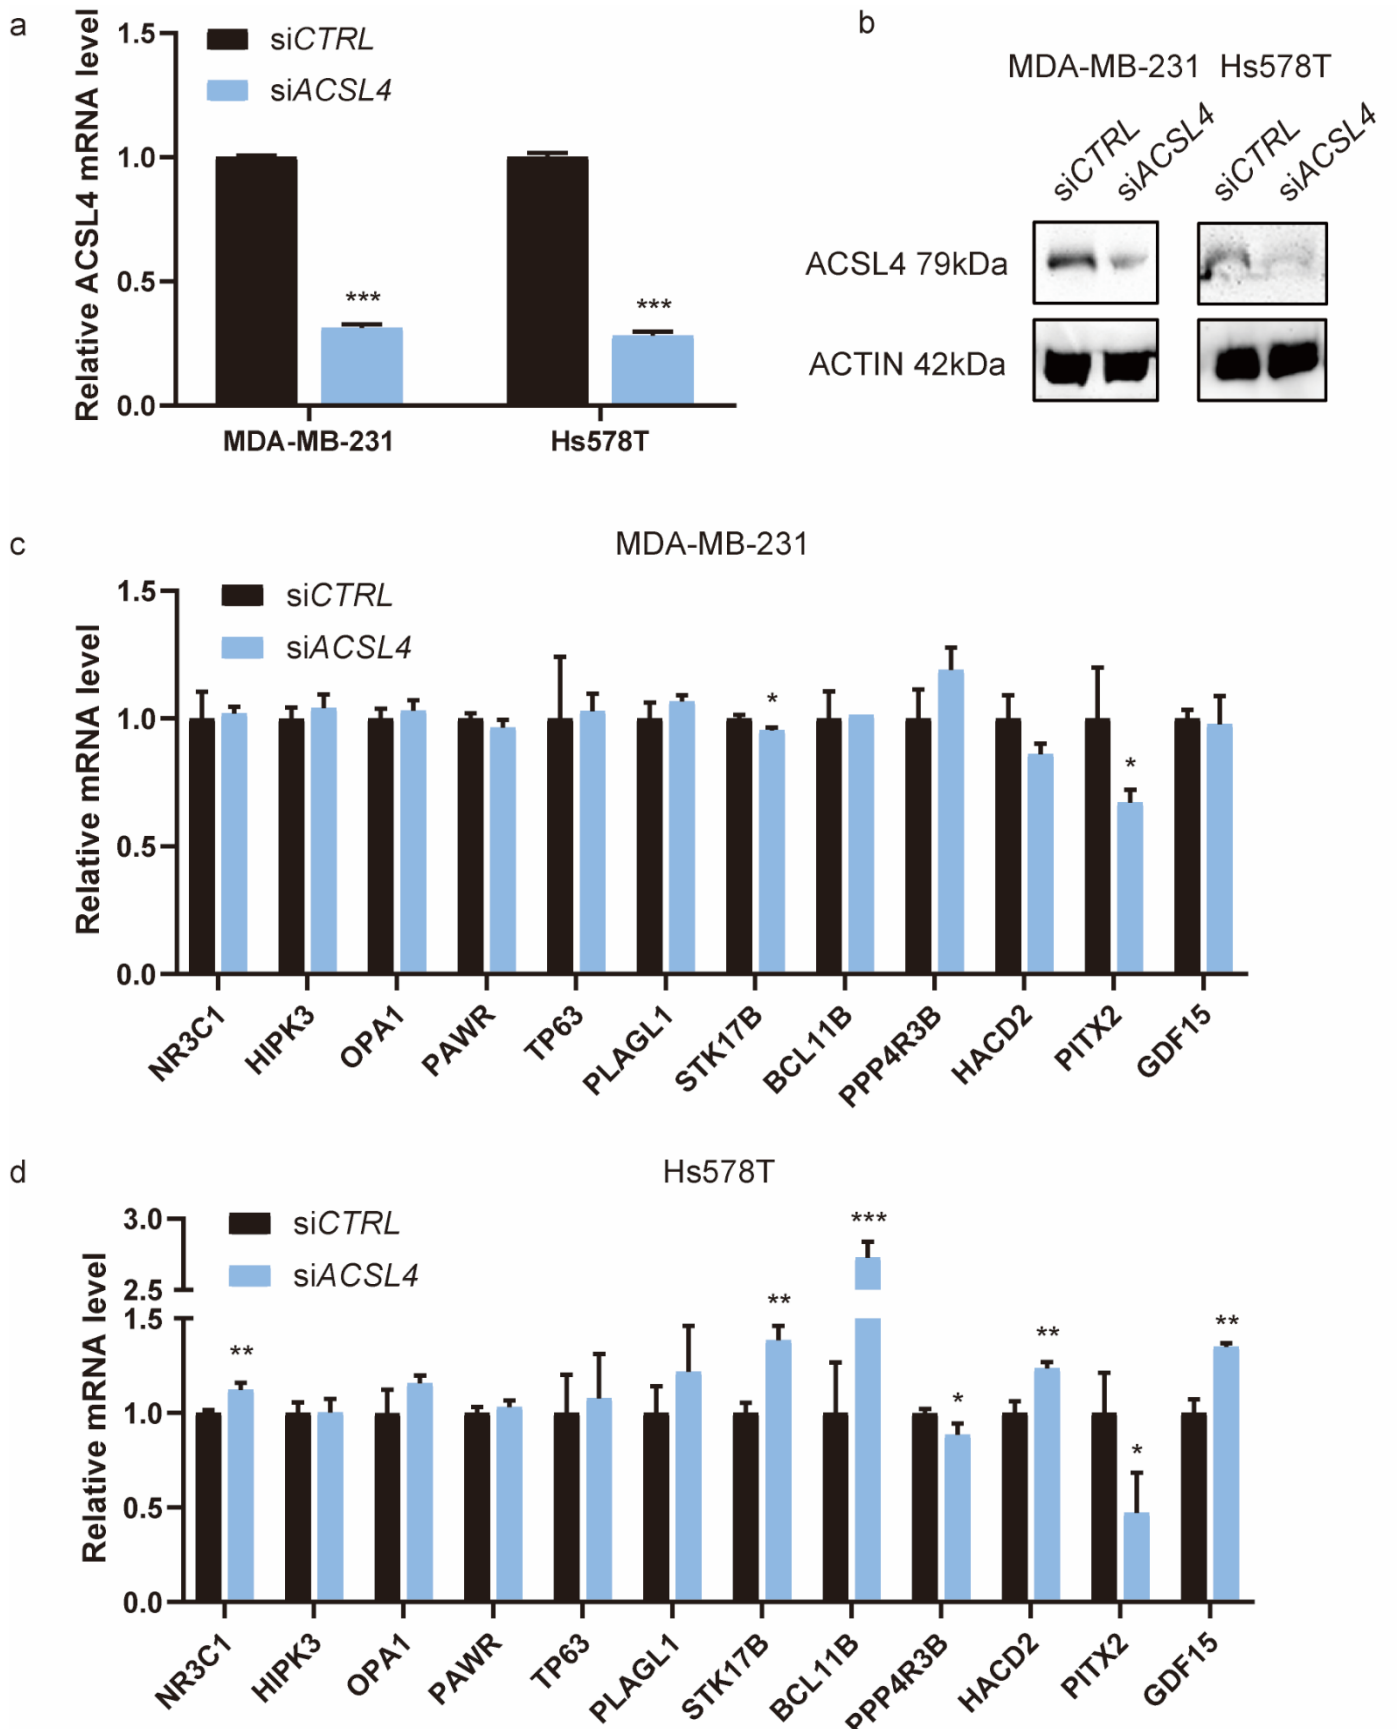 a
Relative ACSL4 mRNA level
1.5
1.0
0.5
0.0
siCTRL
siACSL4
***
***
MDA-MB-231
Hs578T
b
MDA-MB-231 Hs578T
siCTRL
siACSL4
siCTRL
siACSL4
ACSL4 79kDa
ACTIN 42kDa
c
MDA-MB-231
Relative mRNA level
1.5
1.0
0.5
0.0
siCTRL
siACSL4
*
*
NR3C1
HIPK3
OPA1
PAWR
TP63
PLAGL1
STK17B
BCL11B
PPP4R3B
HACD2
PITX2
GDF15
d
Hs578T
Relative mRNA level
3.0
2.5
1.5
1.0
0.5
0.0
siCTRL
siACSL4
**
**
***
*
**
*
**
NR3C1
HIPK3
OPA1
PAWR
TP63
PLAGL1
STK17B
BCL11B
PPP4R3B
HACD2
PITX2
GDF15